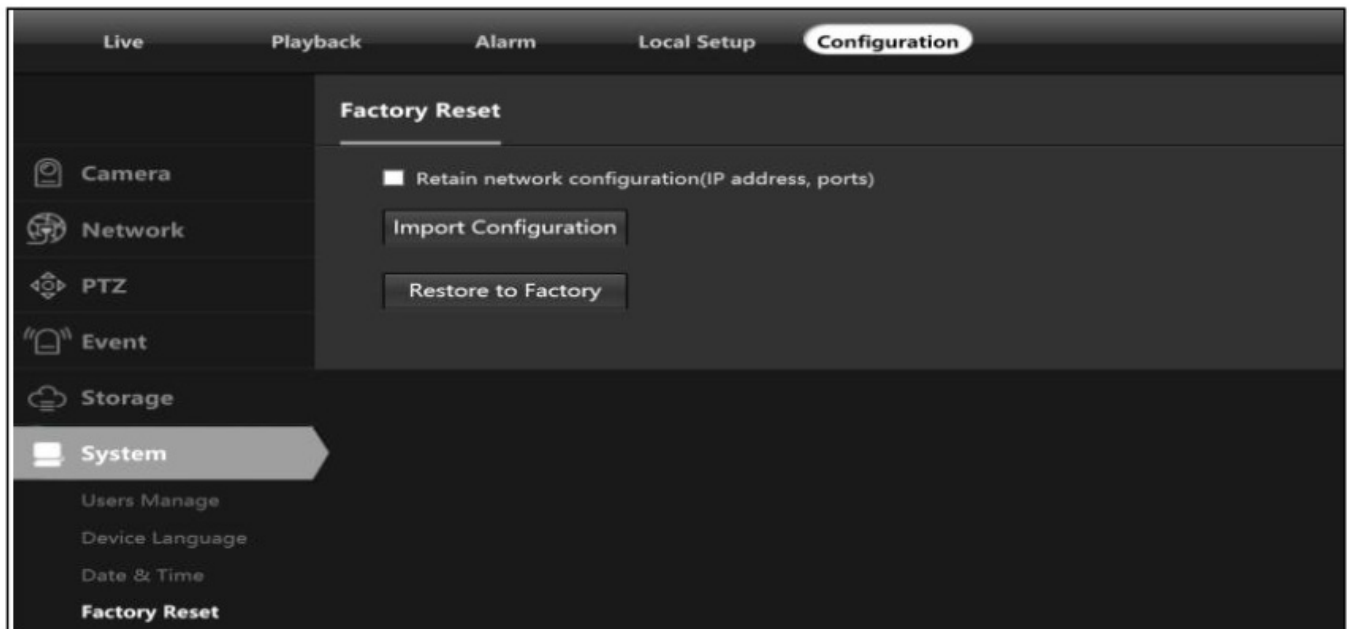 Live Playback Alarm Local Setup Configuration
Factory Reset
Camera
Retain network configuration(IP address, ports)
Network
Import Configuration
PTZ
Restore to Factory
Event
Storage
System
Users Manage
Device Language
Date & Time
Factory Reset